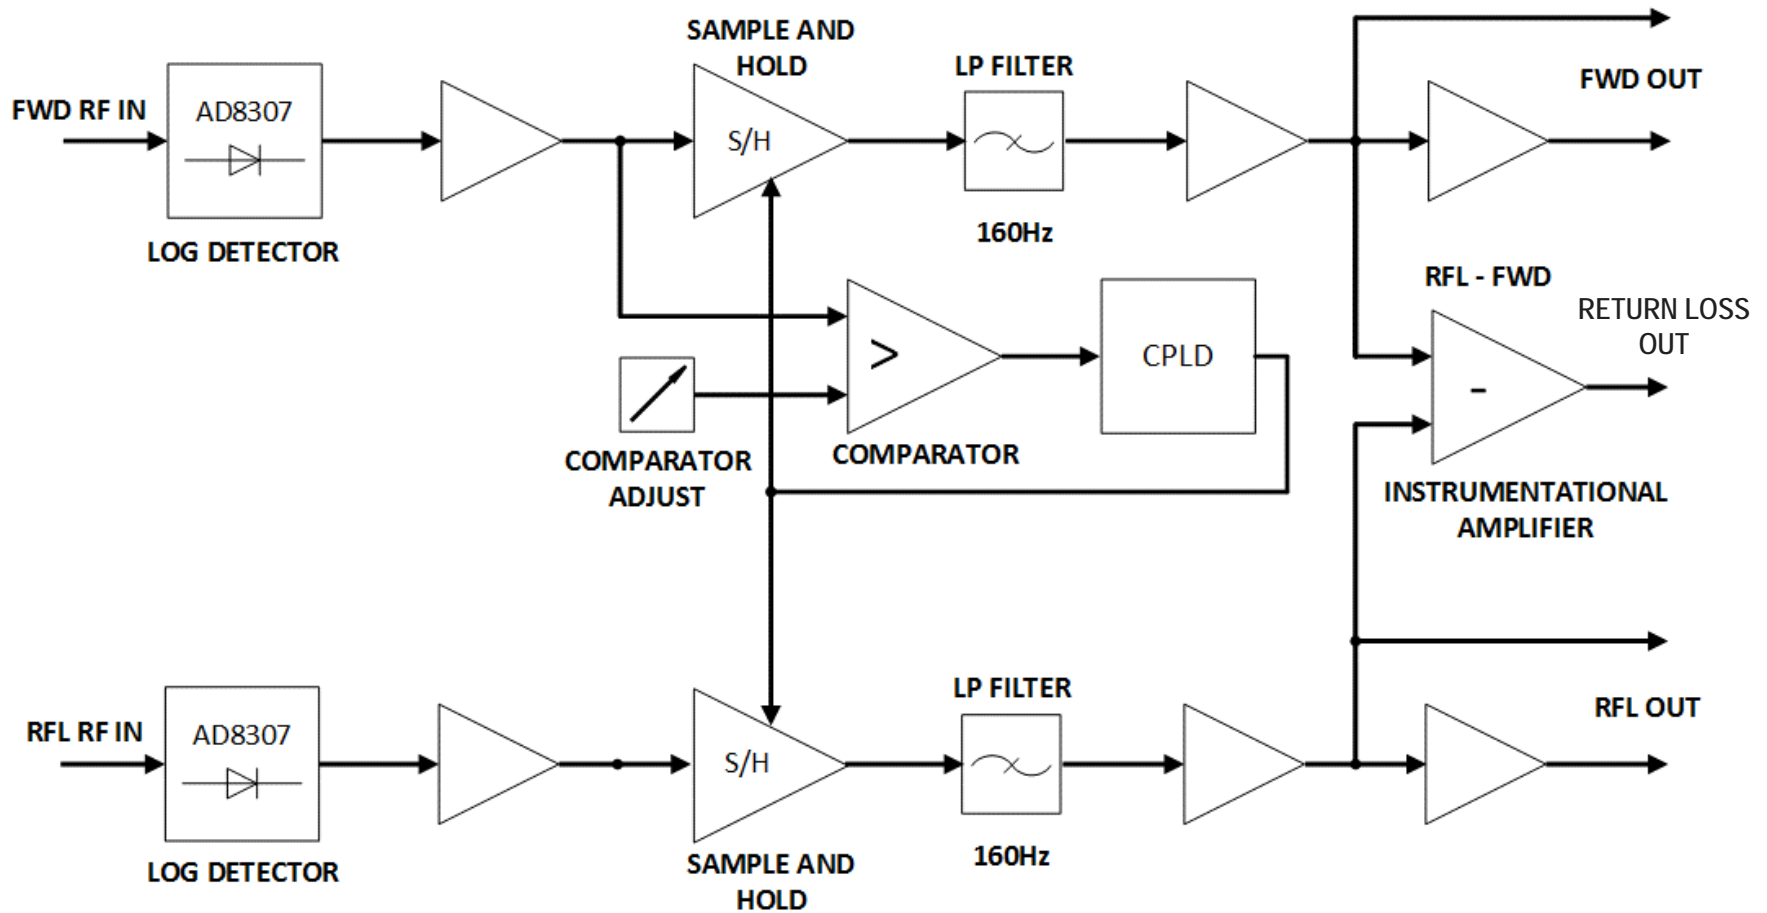 SAMPLE AND
HOLD
LP FILTER
FWD OUT
FWD RF IN
AD8307
S/H
LOG DETECTOR
160Hz
RFL - FWD
RETURN LOSS
OUT
>
CPLD
-
COMPARATOR
ADJUST
COMPARATOR
INSTRUMENTATIONAL
AMPLIFIER
LP FILTER
RFL OUT
RFL RF IN
AD8307
S/H
LOG DETECTOR
SAMPLE AND
HOLD
160Hz